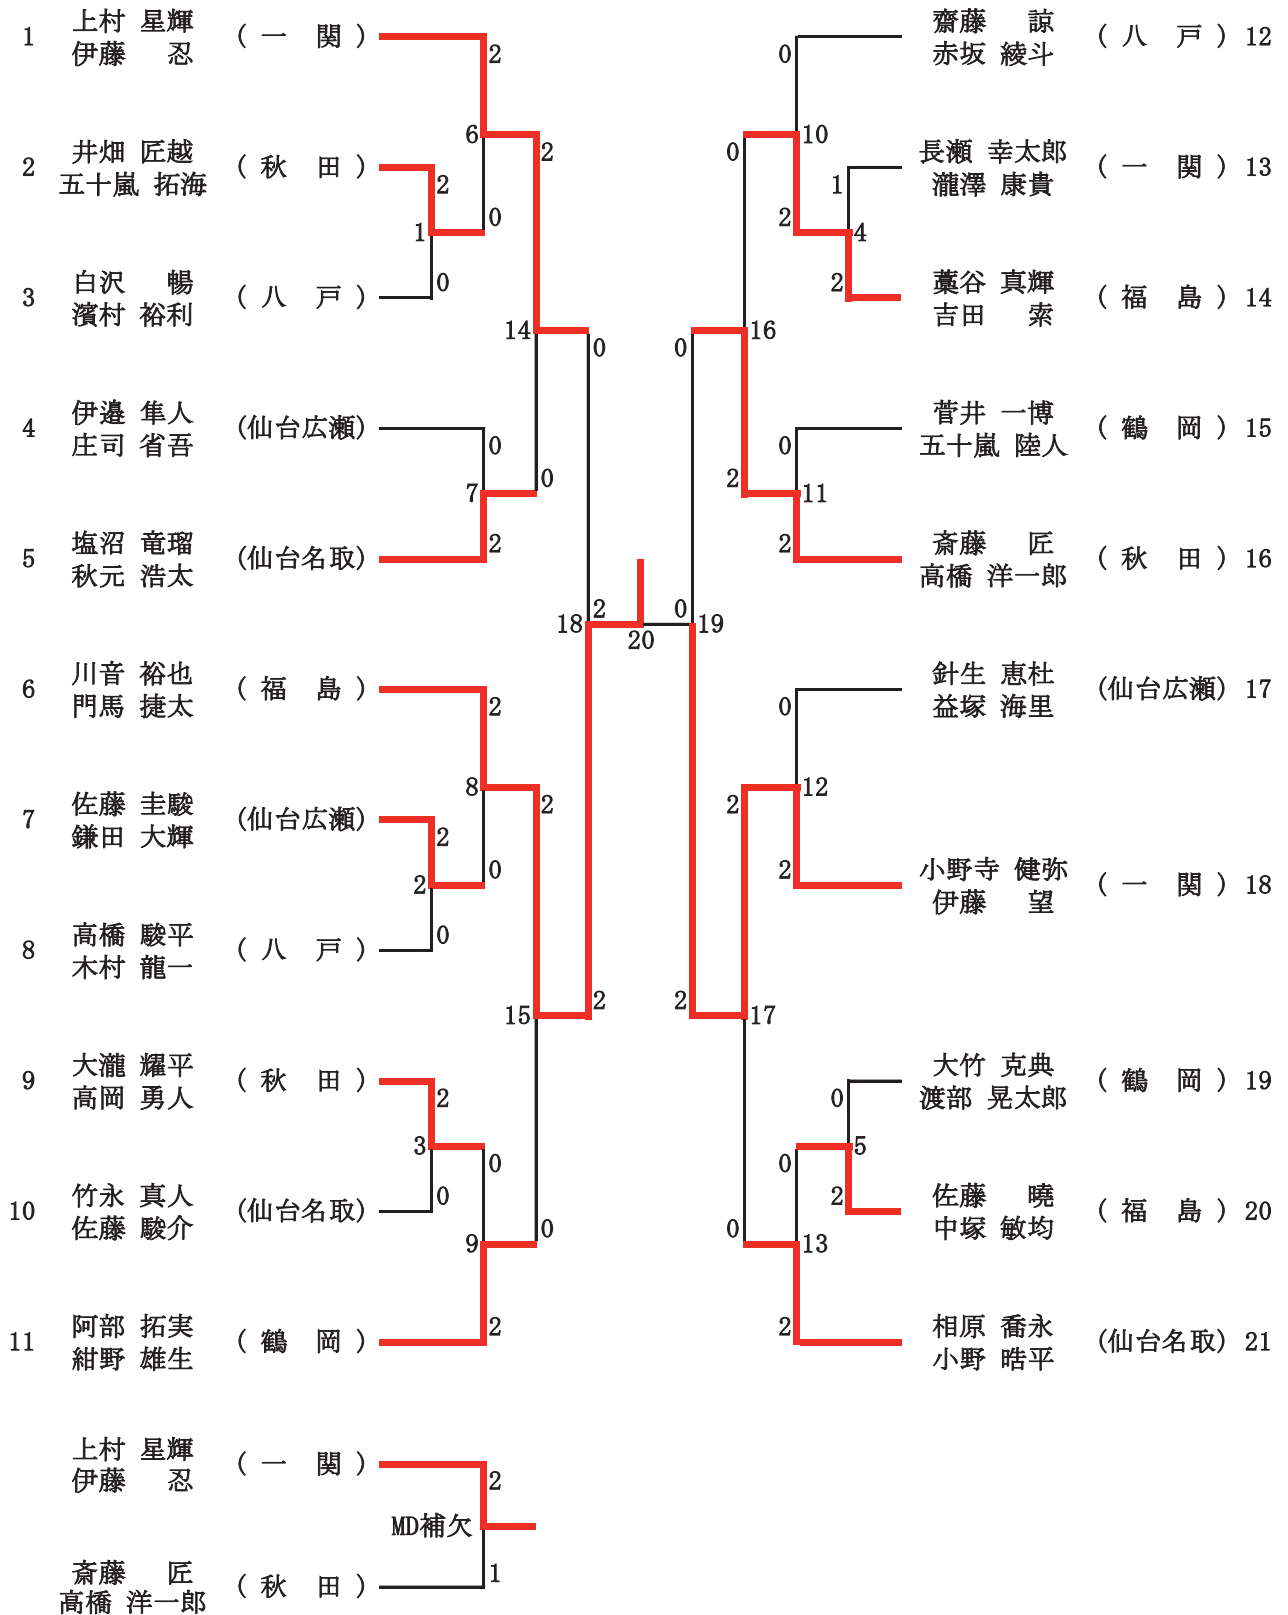 1 上村 星輝 ( 一 関 )
伊藤 忍
2 井畑 匠越 ( 秋 田 )
五十嵐 拓海
3 白沢 暢 ( 八 戸 )
濱村 裕利
4 伊邉 隼人 (仙台広瀬)
庄司 省吾
5 塩沼 竜瑠 (仙台名取)
秋元 浩太
6 川音 裕也 ( 福 島 )
門馬 捷太
7 佐藤 圭駿 (仙台広瀬)
鎌田 大輝
8 高橋 駿平 ( 八 戸 )
木村 龍一
9 大瀧 耀平 ( 秋 田 )
高岡 勇人
10 竹永 真人 (仙台名取)
佐藤 駿介
11 阿部 拓実 ( 鶴 岡 )
紺野 雄生
2
6
2
2
0
1
0
14
0
0
7
0
2
18
2
2
8
2
2
0
2
0
15
2
2
3
0
0
9
0
2
20
齋藤 諒 ( 八 戸 ) 12
赤坂 綾斗
長瀬 幸太郎 ( 一 関 ) 13
瀧澤 康貴
藁谷 真輝 ( 福 島 ) 14
吉田 索
菅井 一博 ( 鶴 岡 ) 15
五十嵐 陸人
斎藤 匠 ( 秋 田 ) 16
高橋 洋一郎
針生 恵杜 (仙台広瀬) 17
益塚 海里
小野寺 健弥 ( 一 関 ) 18
伊藤 望
大竹 克典 ( 鶴 岡 ) 19
渡部 晃太郎
佐藤 曉 ( 福 島 ) 20
中塚 敏均
相原 喬永 (仙台名取) 21
小野 晧平
0
10
0
1
2
4
2
16
0
0
2
11
2
0
19
0
12
2
2
2
17
0
5
0
2
0
13
2
上村 星輝 ( 一 関 )
伊藤 忍
2
MD補欠
斎藤 匠 ( 秋 田 )
高橋 洋一郎
1